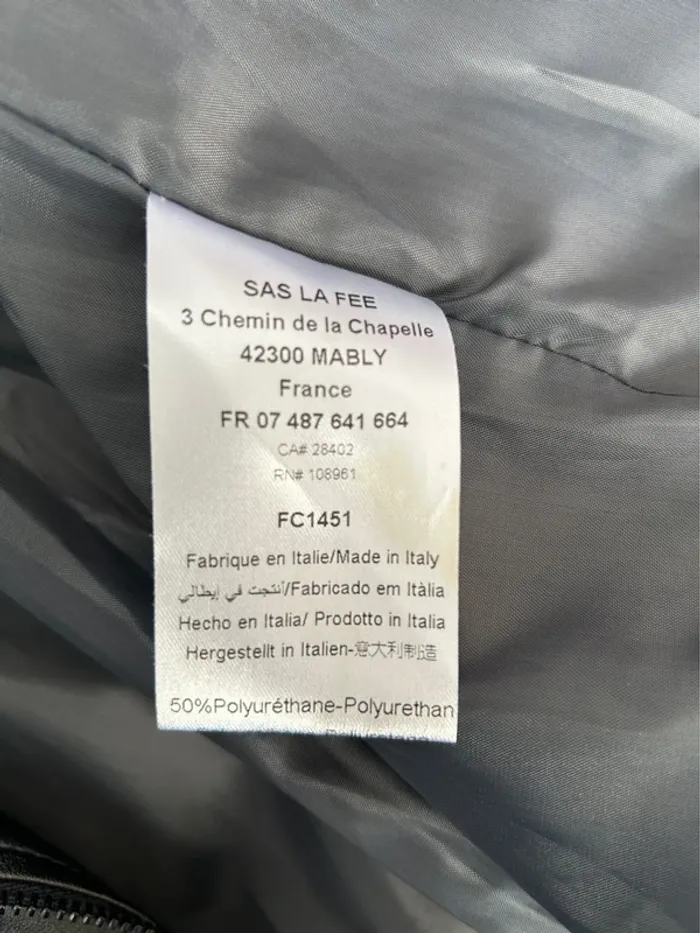 SAS LA FEE
3 Chemin de la Chapelle
42300 MABLY
France
FR 07 487 641 664
CA# 28402
RN# 108961
FC1451
Fabrique en Italie/Made in Italy
أنتجت في إيطالي/Fabricado em Itàlia
Hecho en Italia/ Prodotto in Italia
Hergestellt in Italien-意大利制造
50%Polyuréthane-Polyurethan